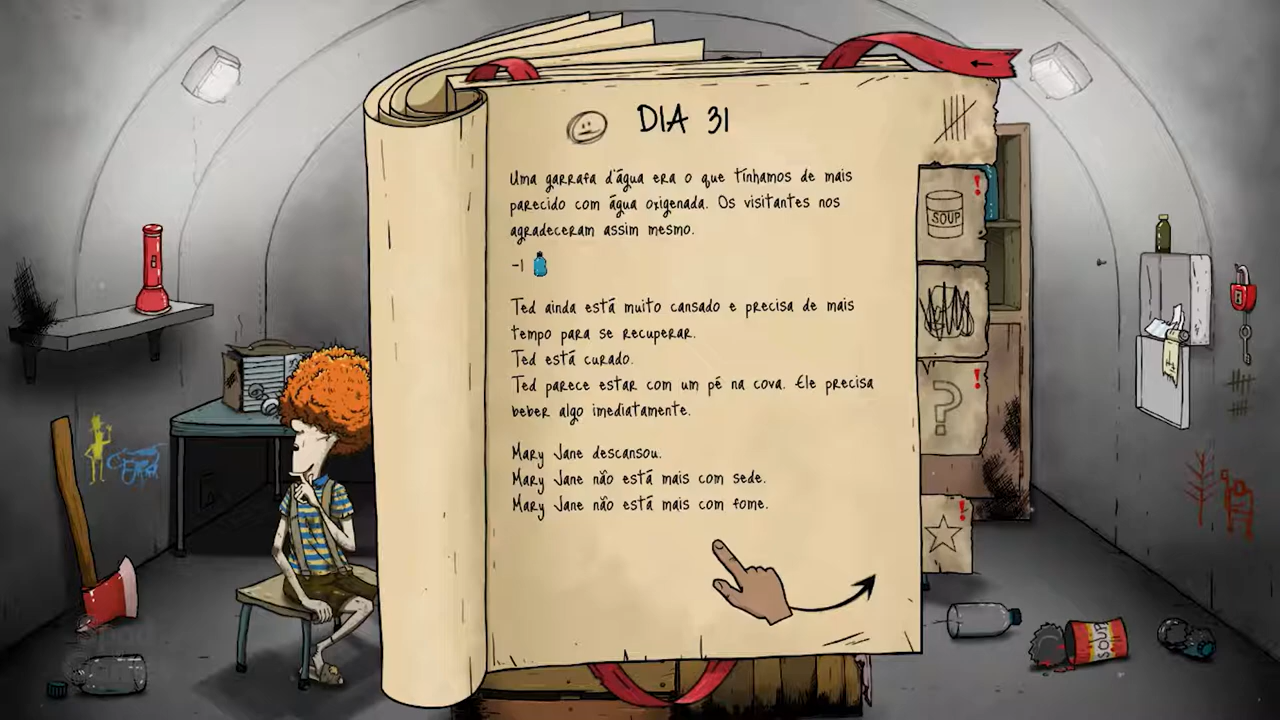 DIA 31
Uma garrafa d'água era o que tínhamos de mais
parecido com água oxigenada. Os visitantes nos
agradeceram assim mesmo.
-1
Ted ainda está muito cansado e precisa de mais
tempo para se recuperar.
Ted está curado.
Ted parece estar com um pé na cova. Ele precisa
beber algo imediatamente.
Mary Jane descansou.
Mary Jane não está mais com sede.
Mary Jane não está mais com fome.
!
SOUP
!
?
!
SOUP